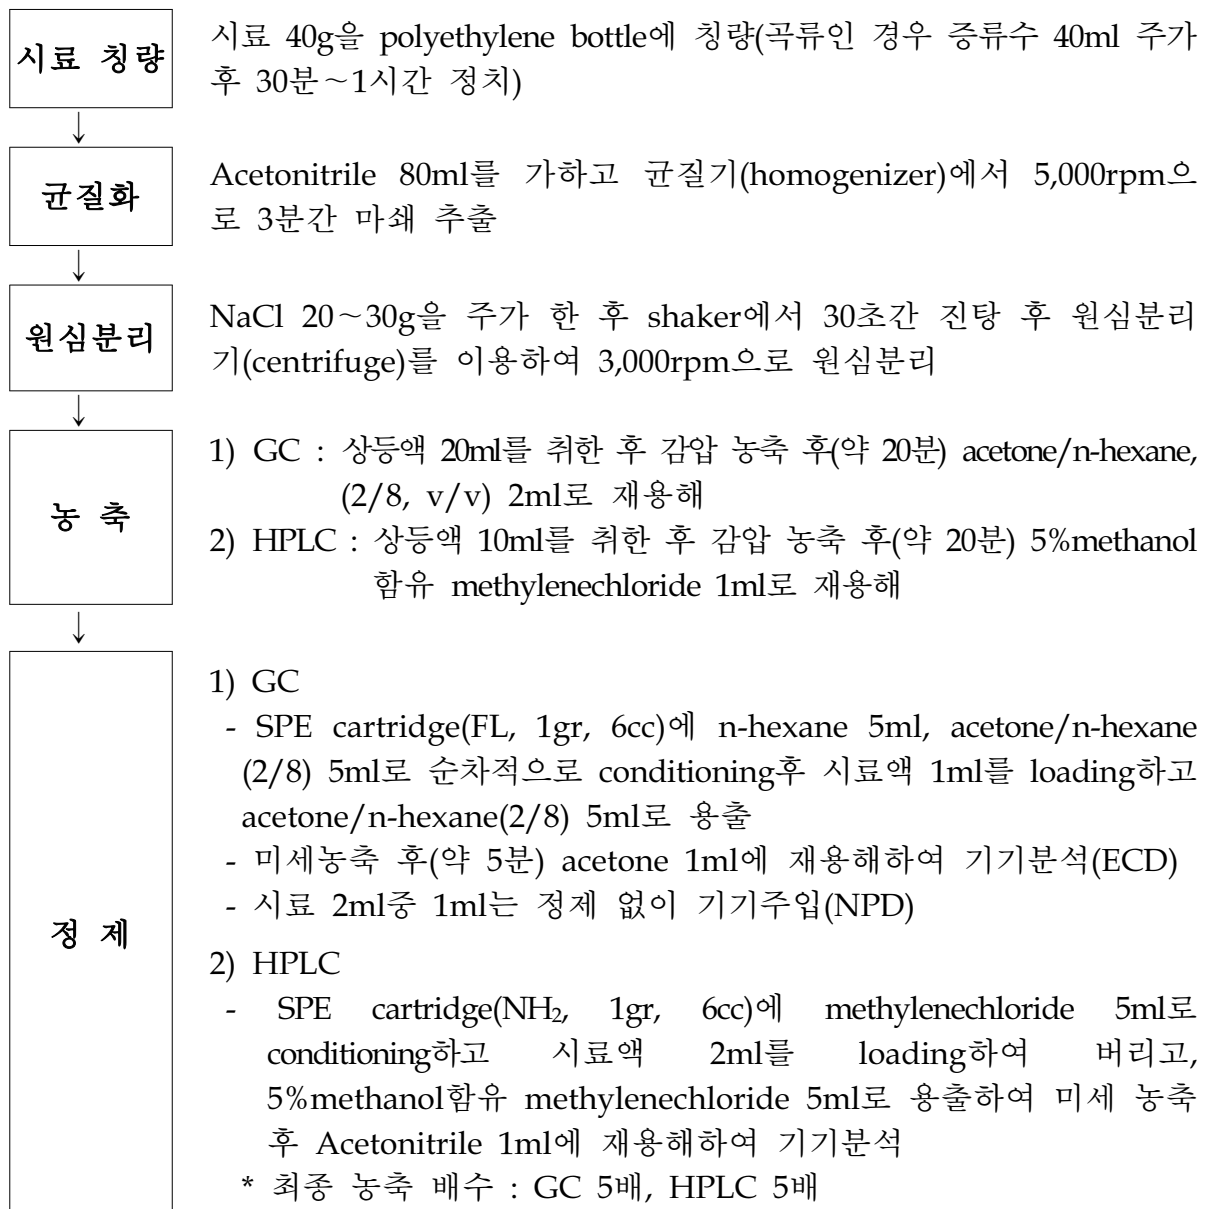 시료 칭량
시료 40g을 polyethylene bottle에 칭량(곡류인 경우 증류수 40ml 주가
후 30분～1시간 정치)
↓
균질화
Acetonitrile 80ml를 가하고 균질기(homogenizer)에서 5,000rpm으
로 3분간 마쇄 추출
↓
원심분리
NaCl 20～30g을 주가 한 후 shaker에서 30초간 진탕 후 원심분리
기(centrifuge)를 이용하여 3,000rpm으로 원심분리
↓
농 축
1) GC : 상등액 20ml를 취한 후 감압 농축 후(약 20분) acetone/n-hexane,
(2/8, v/v) 2ml로 재용해
2) HPLC : 상등액 10ml를 취한 후 감압 농축 후(약 20분) 5%methanol
함유 methylenechloride 1ml로 재용해
↓
정 제
1) GC
- SPE cartridge(FL, 1gr, 6cc)에 n-hexane 5ml, acetone/n-hexane
(2/8) 5ml로 순차적으로 conditioning후 시료액 1ml를 loading하고
acetone/n-hexane(2/8) 5ml로 용출
- 미세농축 후(약 5분) acetone 1ml에 재용해하여 기기분석(ECD)
- 시료 2ml중 1ml는 정제 없이 기기주입(NPD)
2) HPLC
- SPE cartridge(NH₂, 1gr, 6cc)에 methylenechloride 5ml로
conditioning하고 시료액 2ml를 loading하여 버리고,
5%methanol함유 methylenechloride 5ml로 용출하여 미세 농축
후 Acetonitrile 1ml에 재용해하여 기기분석
* 최종 농축 배수 : GC 5배, HPLC 5배